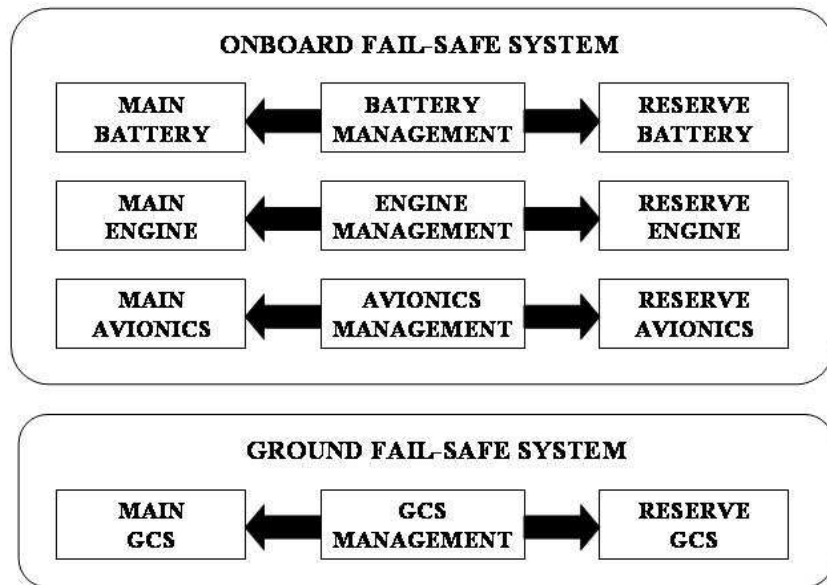 ONBOARD FAIL-SAFE SYSTEM
MAIN BATTERY
BATTERY MANAGEMENT
RESERVE BATTERY
MAIN ENGINE
ENGINE MANAGEMENT
RESERVE ENGINE
MAIN AVIONICS
AVIONICS MANAGEMENT
RESERVE AVIONICS
GROUND FAIL-SAFE SYSTEM
MAIN GCS
GCS MANAGEMENT
RESERVE GCS